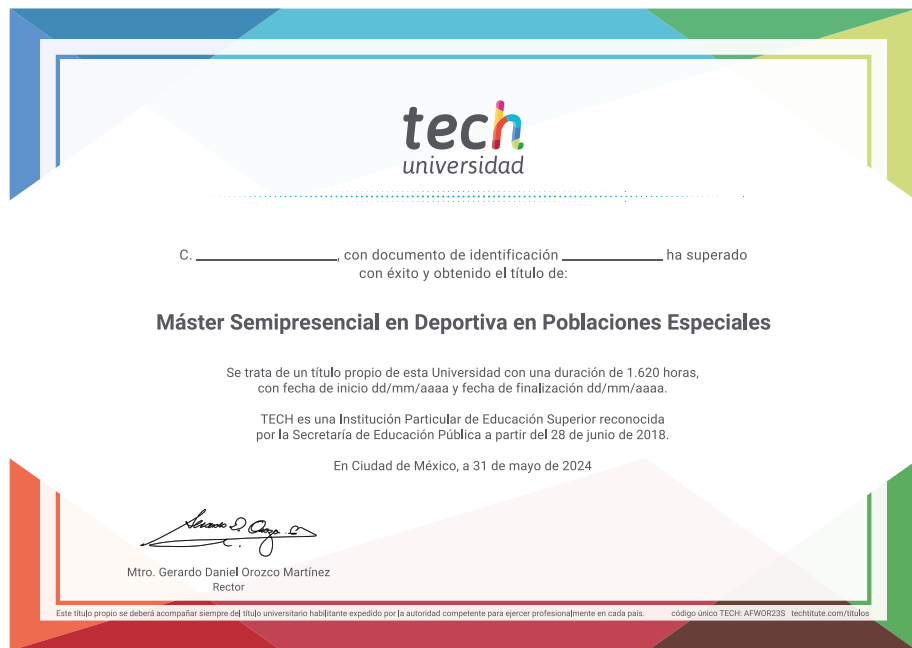 tech
universidad
C. ____________, con documento de identificación ____________ ha superado
con éxito y obtenido el título de:
Máster Semipresencial en Deportiva en Poblaciones Especiales
Se trata de un título propio de esta Universidad con una duración de 1.620 horas,
con fecha de inicio dd/mm/aaaa y fecha de finalización dd/mm/aaaa.
TECH es una Institución Particular de Educación Superior reconocida
por la Secretaría de Educación Pública a partir del 28 de junio de 2018.
En Ciudad de México, a 31 de mayo de 2024
Mtro. Gerardo Daniel Orozco Martínez
Rector
Este título propio se deberá acompañar siempre del título universitario habilitante expedido por la autoridad competente para ejercer profesionalmente en cada país. código único TECH: AFWOR23S techtitute.com/titulos